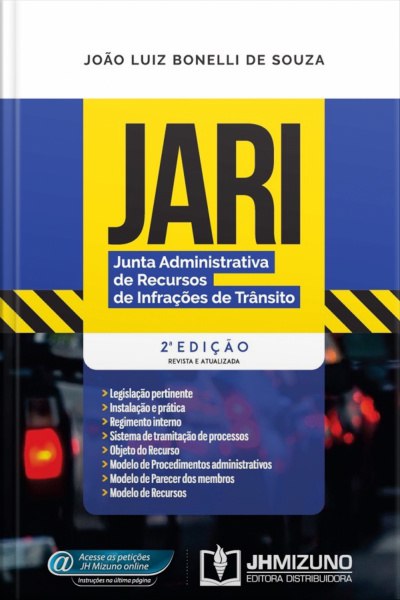 JOÃO LUIZ BONELLI DE SOUZA
JARI
Junta Administrativa
de Recursos
de Infrações de Trânsito
2ª EDIÇÃO
REVISTA E ATUALIZADA
Legislação pertinente
Instalação e prática
Regimento interno
Sistema de tramitação de processos
Objeto do Recurso
Modelo de Procedimentos administrativos
Modelo de Parecer dos membros
Modelo de Recursos
@ Acesse as petições
JH Mizuno online
Instruções na última página
JHMIZUNO
EDITORA DISTRIBUIDORA